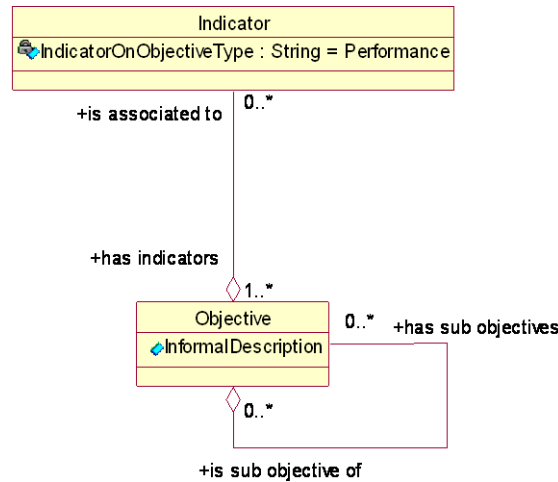 Indicator
IndicatorOnObjectiveType : String = Performance
0..*
+is associated to
+has indicators
1..*
Objective
0..*
+has sub objectives
InformalDescription
0..*
+is sub objective of